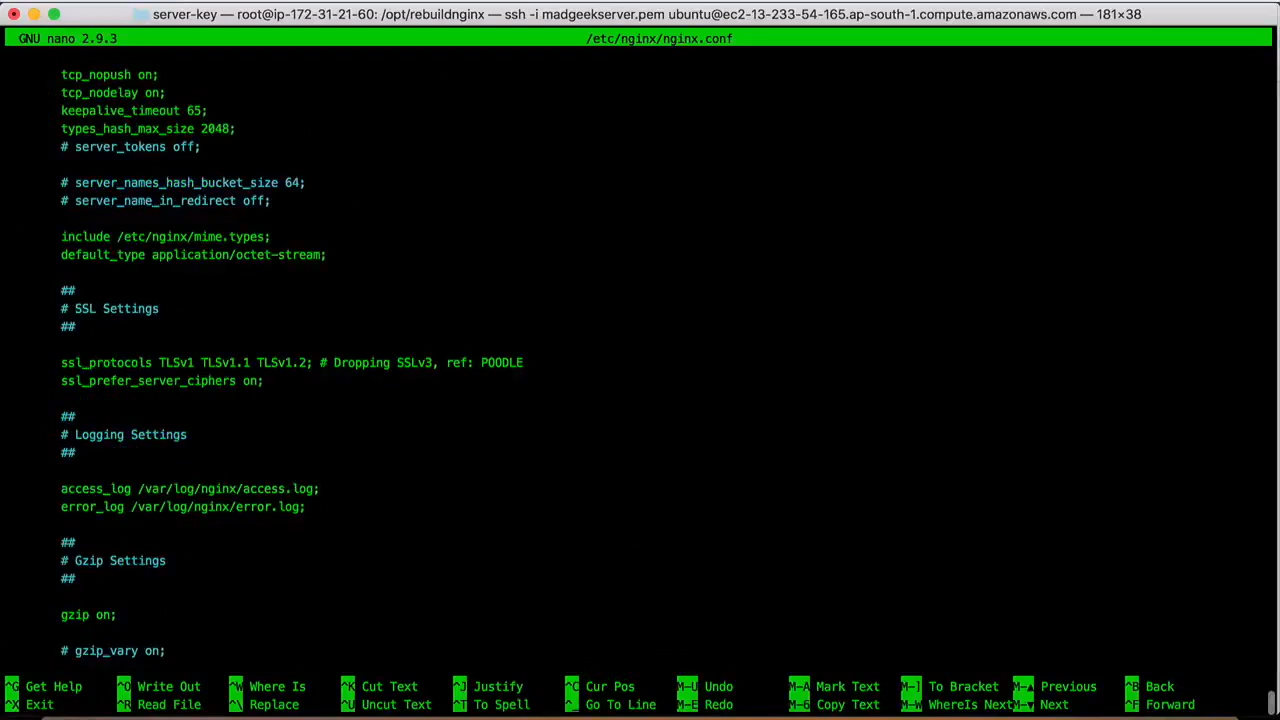 server-key — root@ip-172-31-21-60: /opt/rebuildnginx — ssh -i madgeekserver.pem ubuntu@ec2-13-233-54-165.ap-south-1.compute.amazonaws.com — 181×38
GNU nano 2.9.3 /etc/nginx/nginx.conf
tcp_nopush on;
tcp_nodelay on;
keepalive_timeout 65;
types_hash_max_size 2048;
# server_tokens off;
# server_names_hash_bucket_size 64;
# server_name_in_redirect off;
include /etc/nginx/mime.types;
default_type application/octet-stream;
##
# SSL Settings
##
ssl_protocols TLSv1 TLSv1.1 TLSv1.2; # Dropping SSLv3, ref: POODLE
ssl_prefer_server_ciphers on;
##
# Logging Settings
##
access_log /var/log/nginx/access.log;
error_log /var/log/nginx/error.log;
##
# Gzip Settings
##
gzip on;
# gzip_vary on;
^G Get Help ^O Write Out ^W Where Is ^K Cut Text ^J Justify ^C Cur Pos M-U Undo M-A Mark Text M-] To Bracket M-▲ Previous ^B Back
^X Exit ^R Read File ^\ Replace ^U Uncut Text ^T To Spell ^_ Go To Line M-E Redo M-6 Copy Text M-W WhereIs Next M-▼ Next ^F Forward